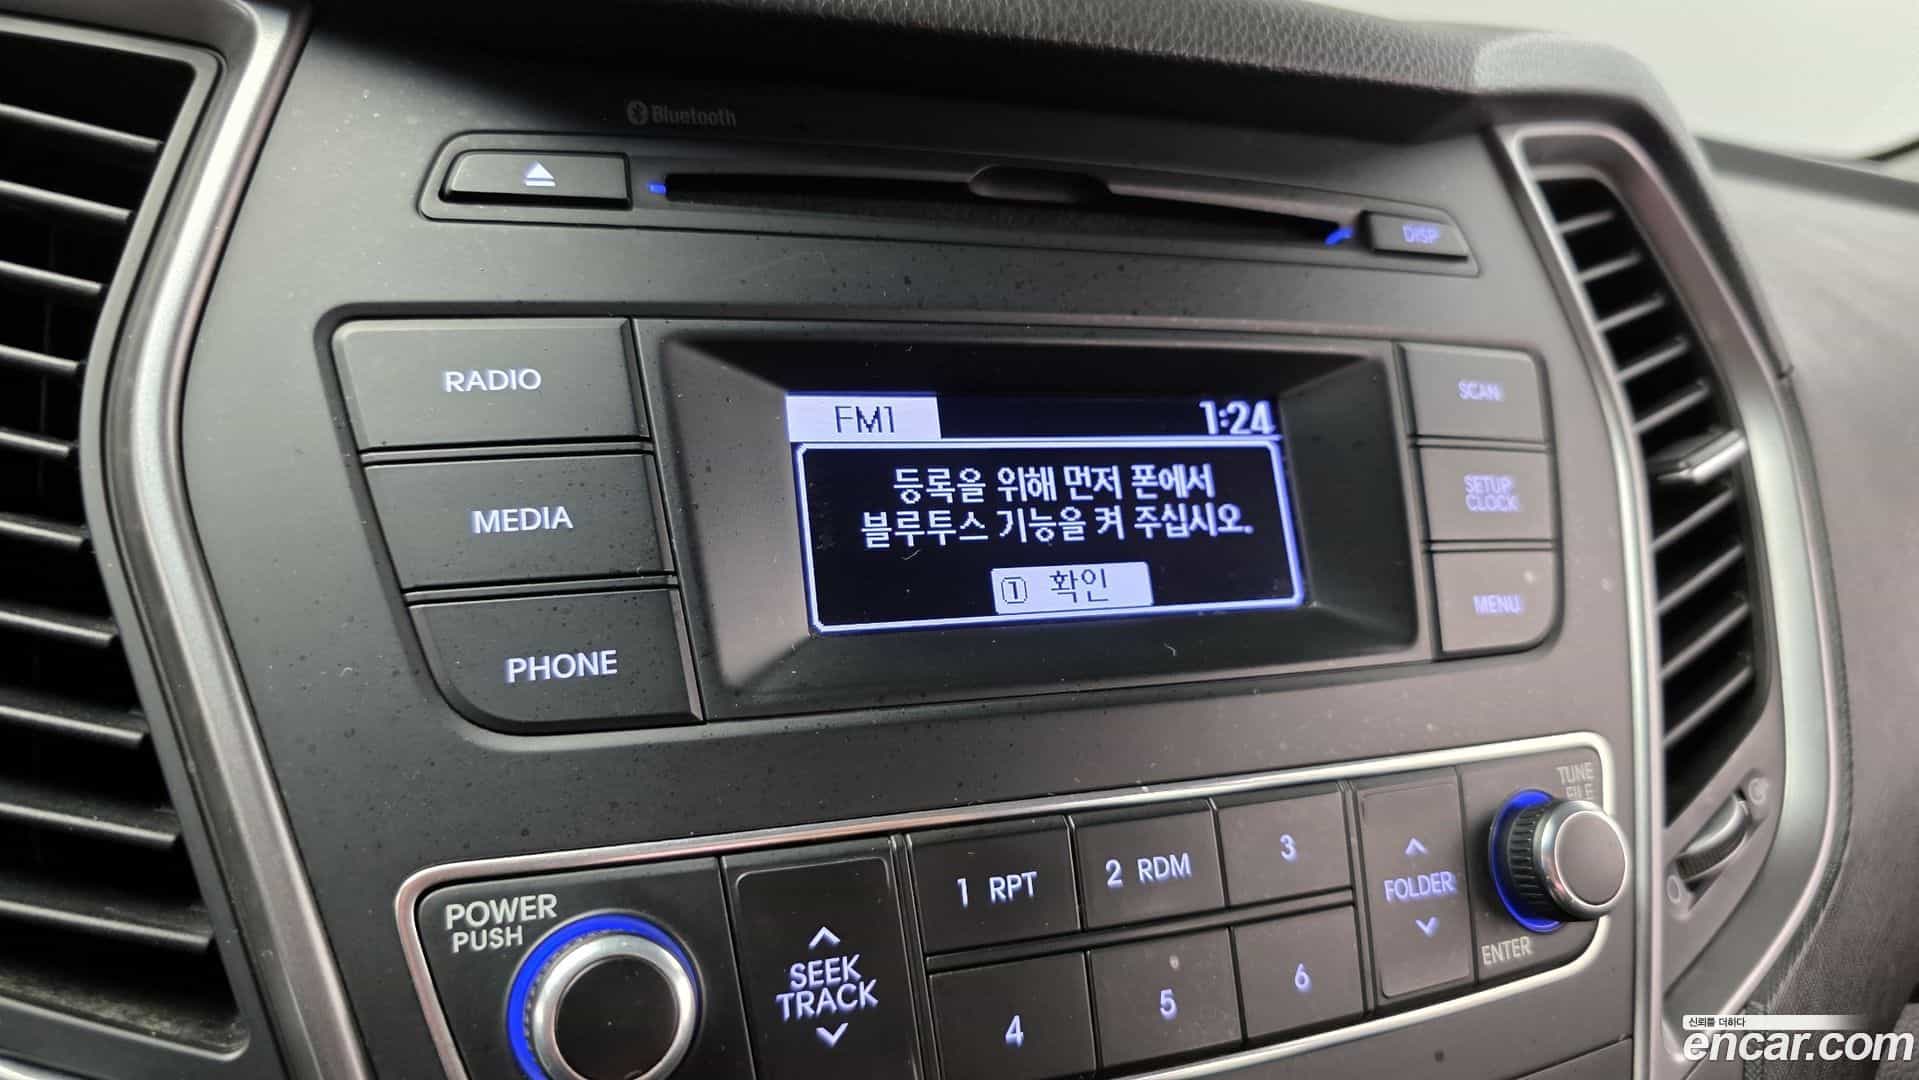 Bluetooth
DISP
RADIO
FM1
1:24
SCAN
등록을 위해 먼저 폰에서
블루투스 기능을 켜 주십시오.
① 확인
MEDIA
SETUP
CLOCK
PHONE
MENU
TUNE
FILE
POWER
PUSH
SEEK
TRACK
1 RPT
2 RDM
3
4
5
6
FOLDER
ENTER
신뢰를 더하다
encar.com